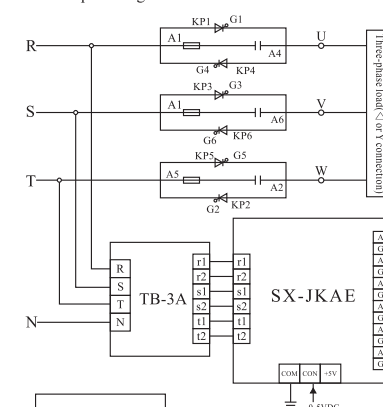 KP1 G1
R A1 A4 U
G4 KP4
KP3 G3
S A1 A6 V
G6 KP6
KP5 G5
T A5 A2 W
G2 KP2
Three-phase load(△ or Y connection)
R
S
T
N
N
TB-3A
r1
r2
s1
s2
t1
t2
r1
r2
s1
s2
t1
t2
SX-JKAE
A
G
A
G
A
G
A
G
A
G
A
G
COM CON +5V
0-5VDC